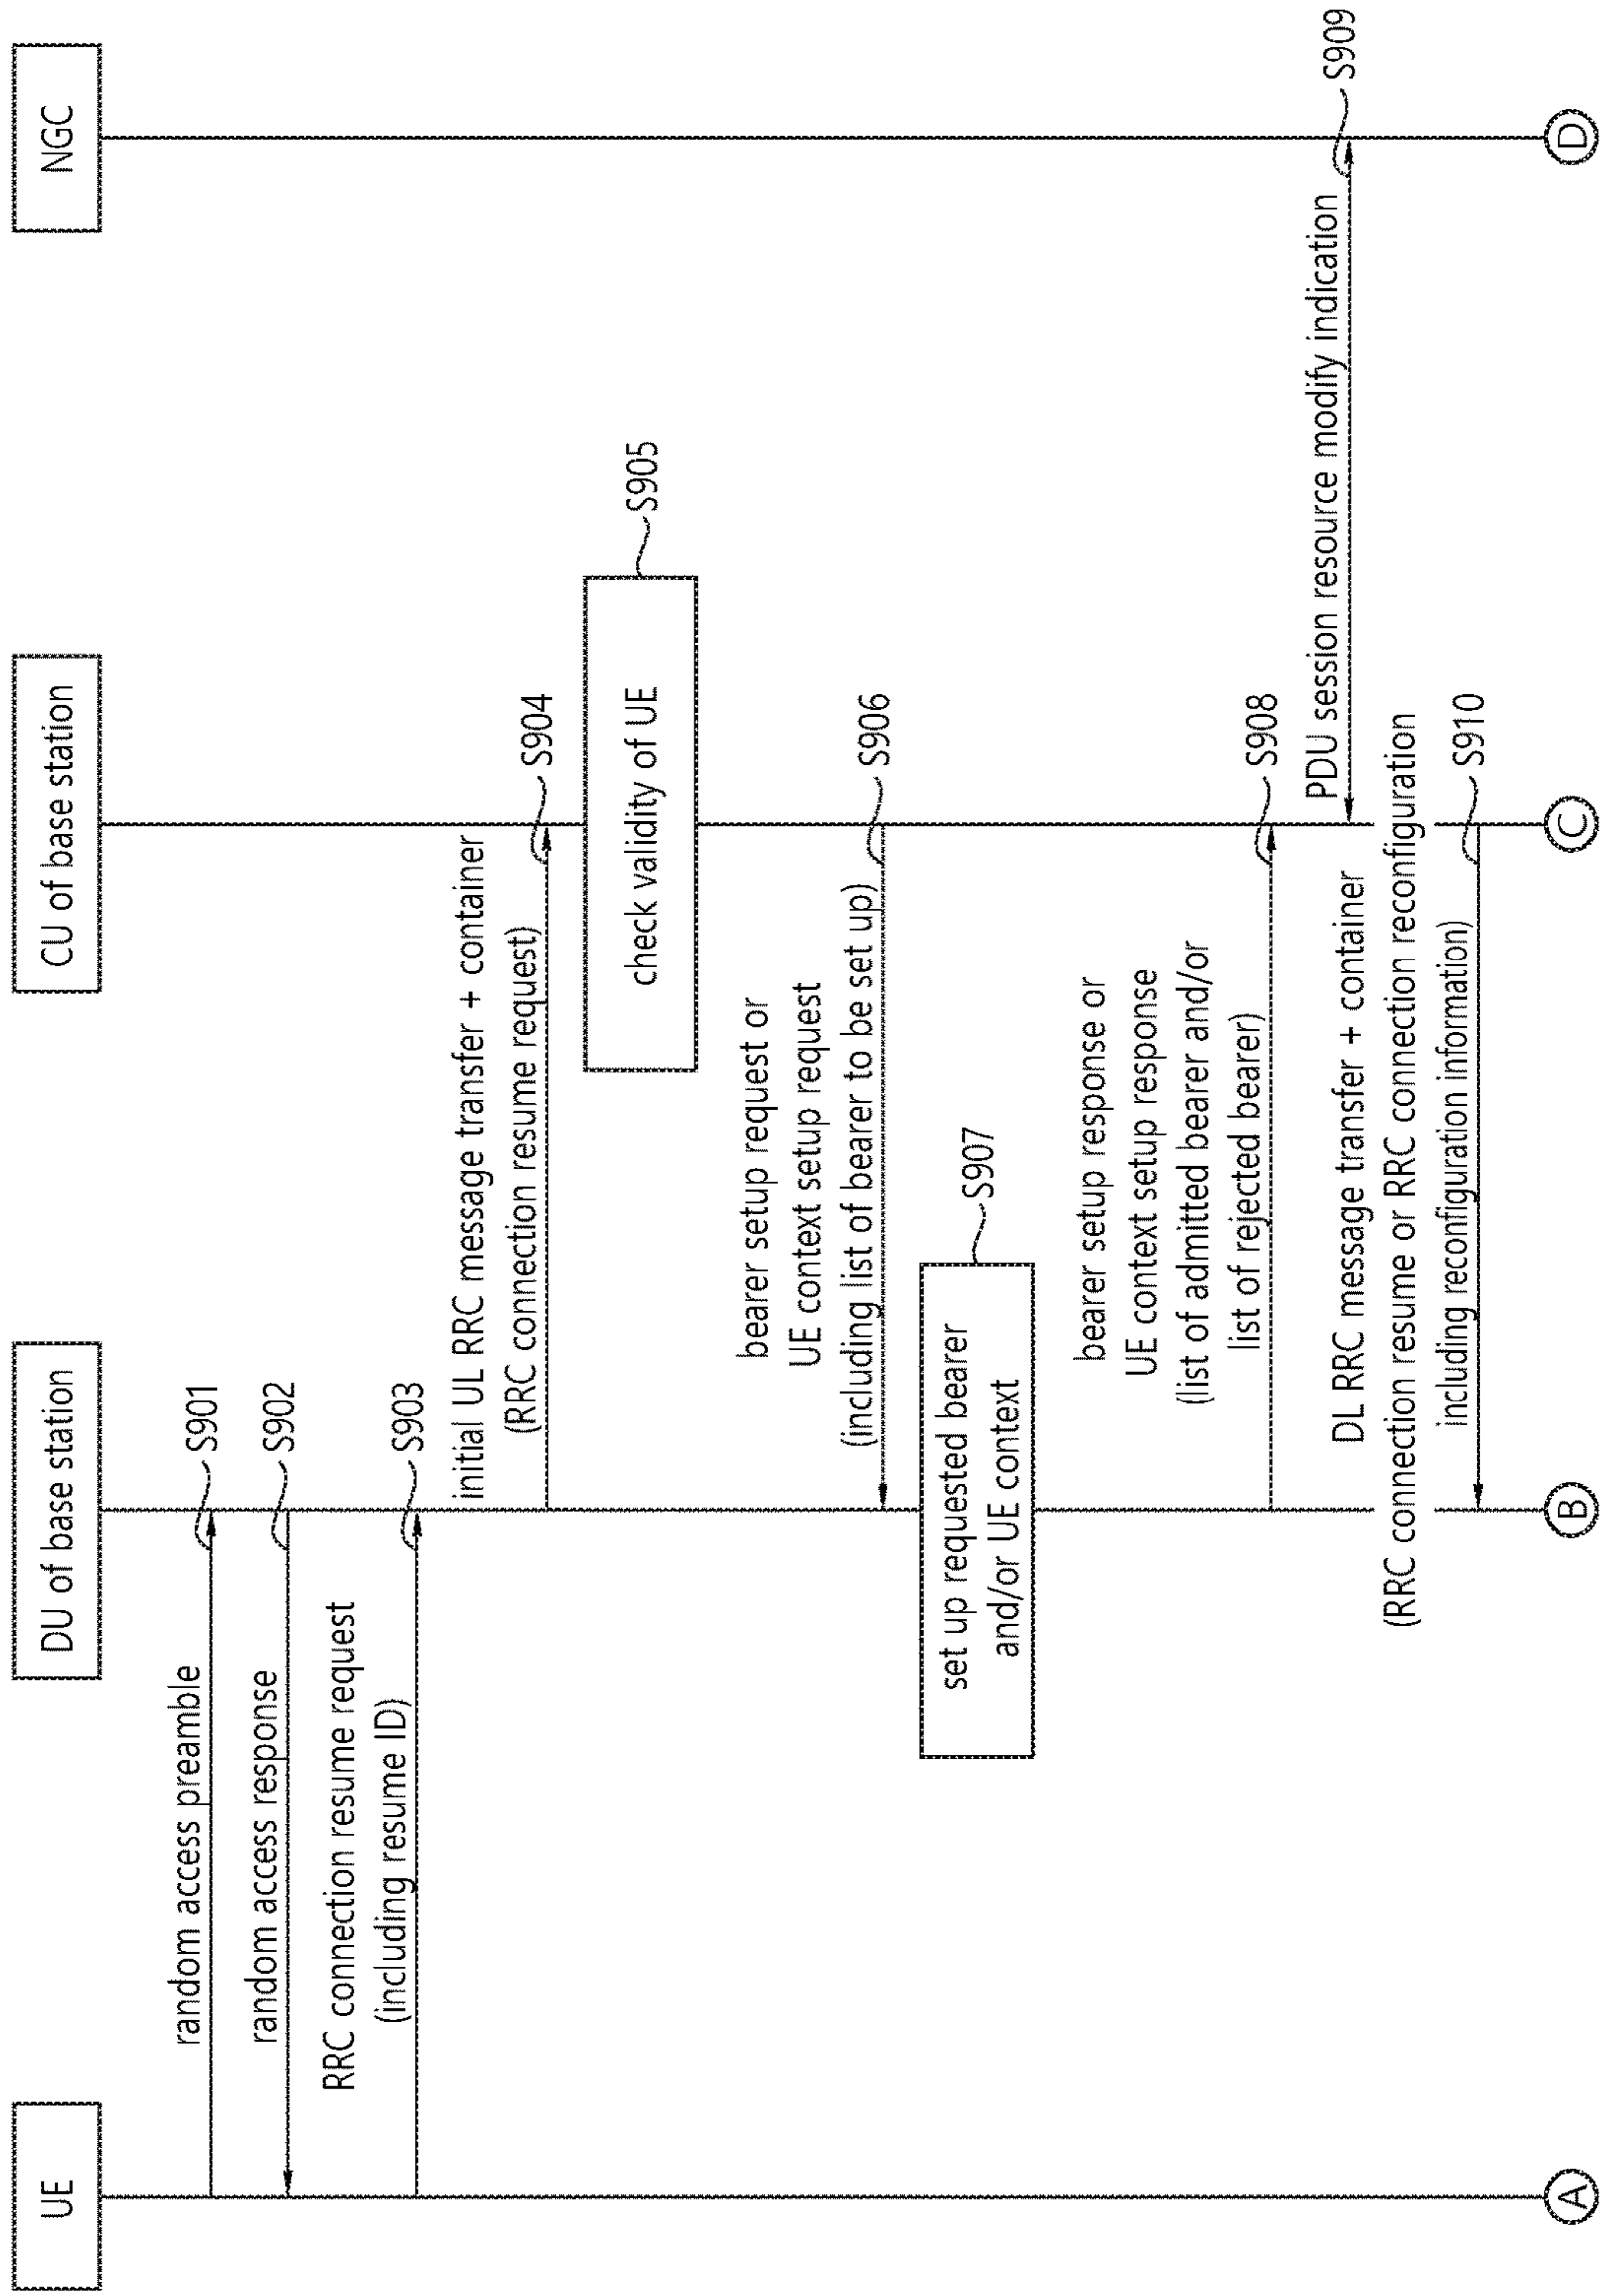 UE
DU of base station
CU of base station
NGC
random access preamble
S901
random access response
S902
RRC connection resume request
(including resume ID)
S903
initial UL RRC message transfer + container
(RRC connection resume request)
S904
check validity of UE
S905
bearer setup request or
UE context setup request
(including list of bearer to be set up)
S906
set up requested bearer
and/or UE context
S907
bearer setup response or
UE context setup response
(list of admitted bearer and/or
list of rejected bearer)
S908
PDU session resource modify indication
S909
DL RRC message transfer + container
(RRC connection resume or RRC connection reconfiguration
including reconfiguration information)
S910
A
B
C
D